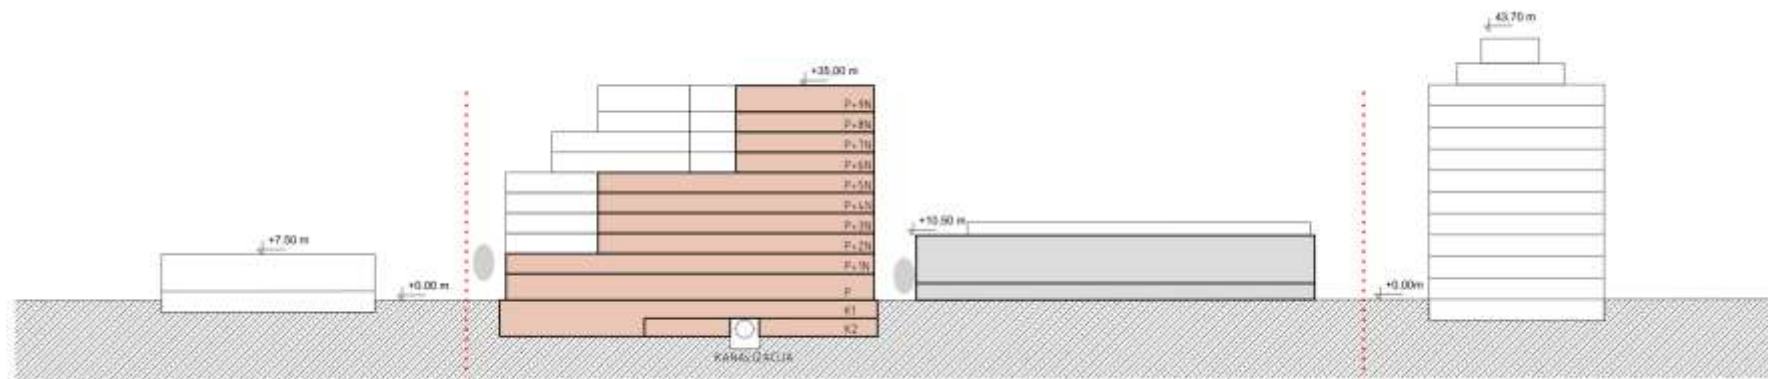 43.70 m
+35.00 m
P+9N
P+8N
P+7N
P+6N
P+5N
P+4N
P+3N
P+2N
P+1N
P
K1
K2
KANALIZACIJA
+7.50 m
+0.00 m
+10.50 m
+0.00m